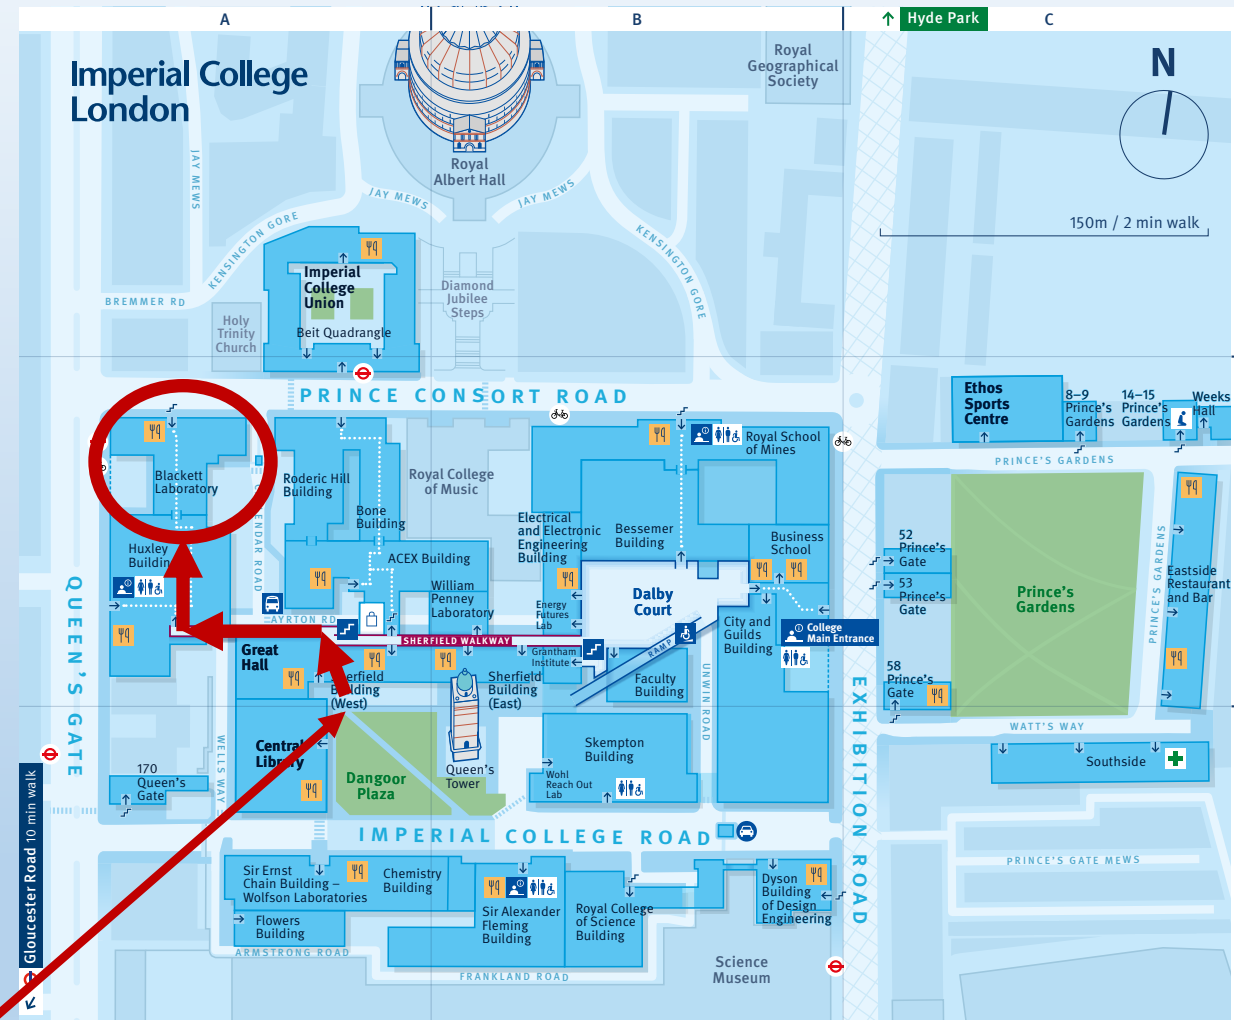 A
B
Hyde Park
C
Imperial College
London
Royal
Geographical
Society
N
150m / 2 min walk
JAY MEWS
Royal
Albert Hall
JAY MEWS
JAY MEWS
KENSINGTON GORE
KENSINGTON GORE
BREMMER RD
Imperial
College
Union
Beit Quadrangle
Holy
Trinity
Church
Diamond
Jubilee
Steps
PRINCE CONSORT ROAD
Ethos
Sports
Centre
8–9
Prince's
Gardens
14–15
Prince's
Gardens
Weeks
Hall
PRINCE'S GARDENS
Blackett
Laboratory
Roderic Hill
Building
Bone
Building
Royal College
of Music
Royal School
of Mines
Electrical
and Electronic
Engineering
Building
Bessemer
Building
Business
School
52
Prince's
Gate
53
Prince's
Gate
Prince's
Gardens
PRINCE'S GARDENS
Eastside
Restaurant
and Bar
Huxley
ACEX Building
William
Penney
Laboratory
Energy
Futures
Lab
Dalby
Court
City and
Guilds
Building
College
Main Entrance
QUEEN'S GATE
AYRTON RD
SHERFIELD WALKWAY
Great
Hall
Building
(West)
Sherfield
Building
(East)
Grantham
Institute
RAMP
Faculty
Building
UNWIN ROAD
58
Prince's
Gate
WATT'S WAY
Southside
EXHIBITION ROAD
170
Queen's
Gate
WELLS WAY
Central
Library
Dangoor
Plaza
Queen's
Tower
Skempton
Building
Wohl
Reach Out
Lab
IMPERIAL COLLEGE ROAD
PRINCE'S GATE MEWS
Gloucester Road 10 min walk
Sir Ernst
Chain Building –
Wolfson Laboratories
Chemistry
Building
Flowers
Building
Sir Alexander
Fleming
Building
Royal College
of Science
Building
Dyson
Building
of Design
Engineering
ARMSTRONG ROAD
FRANKLAND ROAD
Science
Museum